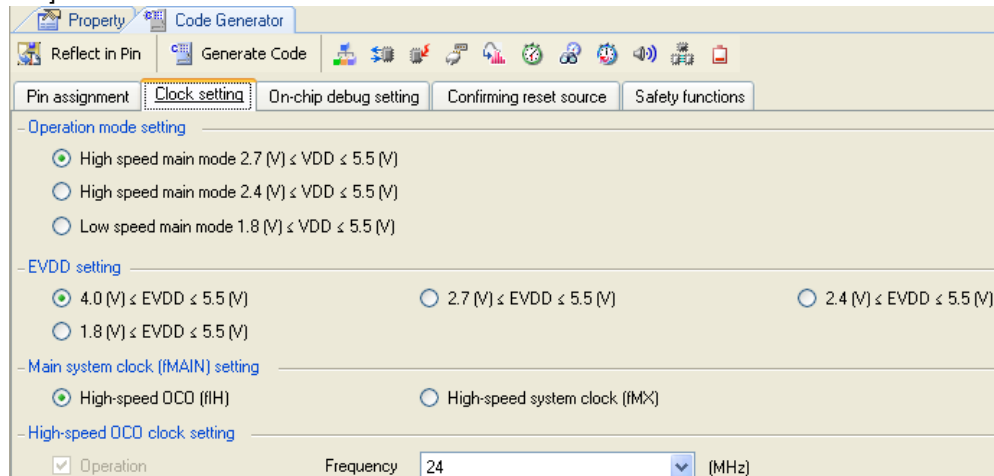 Property Code Generator
Reflect in Pin Generate Code
Pin assignment Clock setting On-chip debug setting Confirming reset source Safety functions
Operation mode setting
High speed main mode 2.7 (V) ≤ VDD ≤ 5.5 (V)
High speed main mode 2.4 (V) ≤ VDD ≤ 5.5 (V)
Low speed main mode 1.8 (V) ≤ VDD ≤ 5.5 (V)
EVDD setting
4.0 (V) ≤ EVDD ≤ 5.5 (V) 2.7 (V) ≤ EVDD ≤ 5.5 (V) 2.4 (V) ≤ EVDD ≤ 5.5 (V)
1.8 (V) ≤ EVDD ≤ 5.5 (V)
Main system clock (fMAIN) setting
High-speed OCO (fIH) High-speed system clock (fMX)
High-speed OCO clock setting
Operation Frequency 24 (MHz)